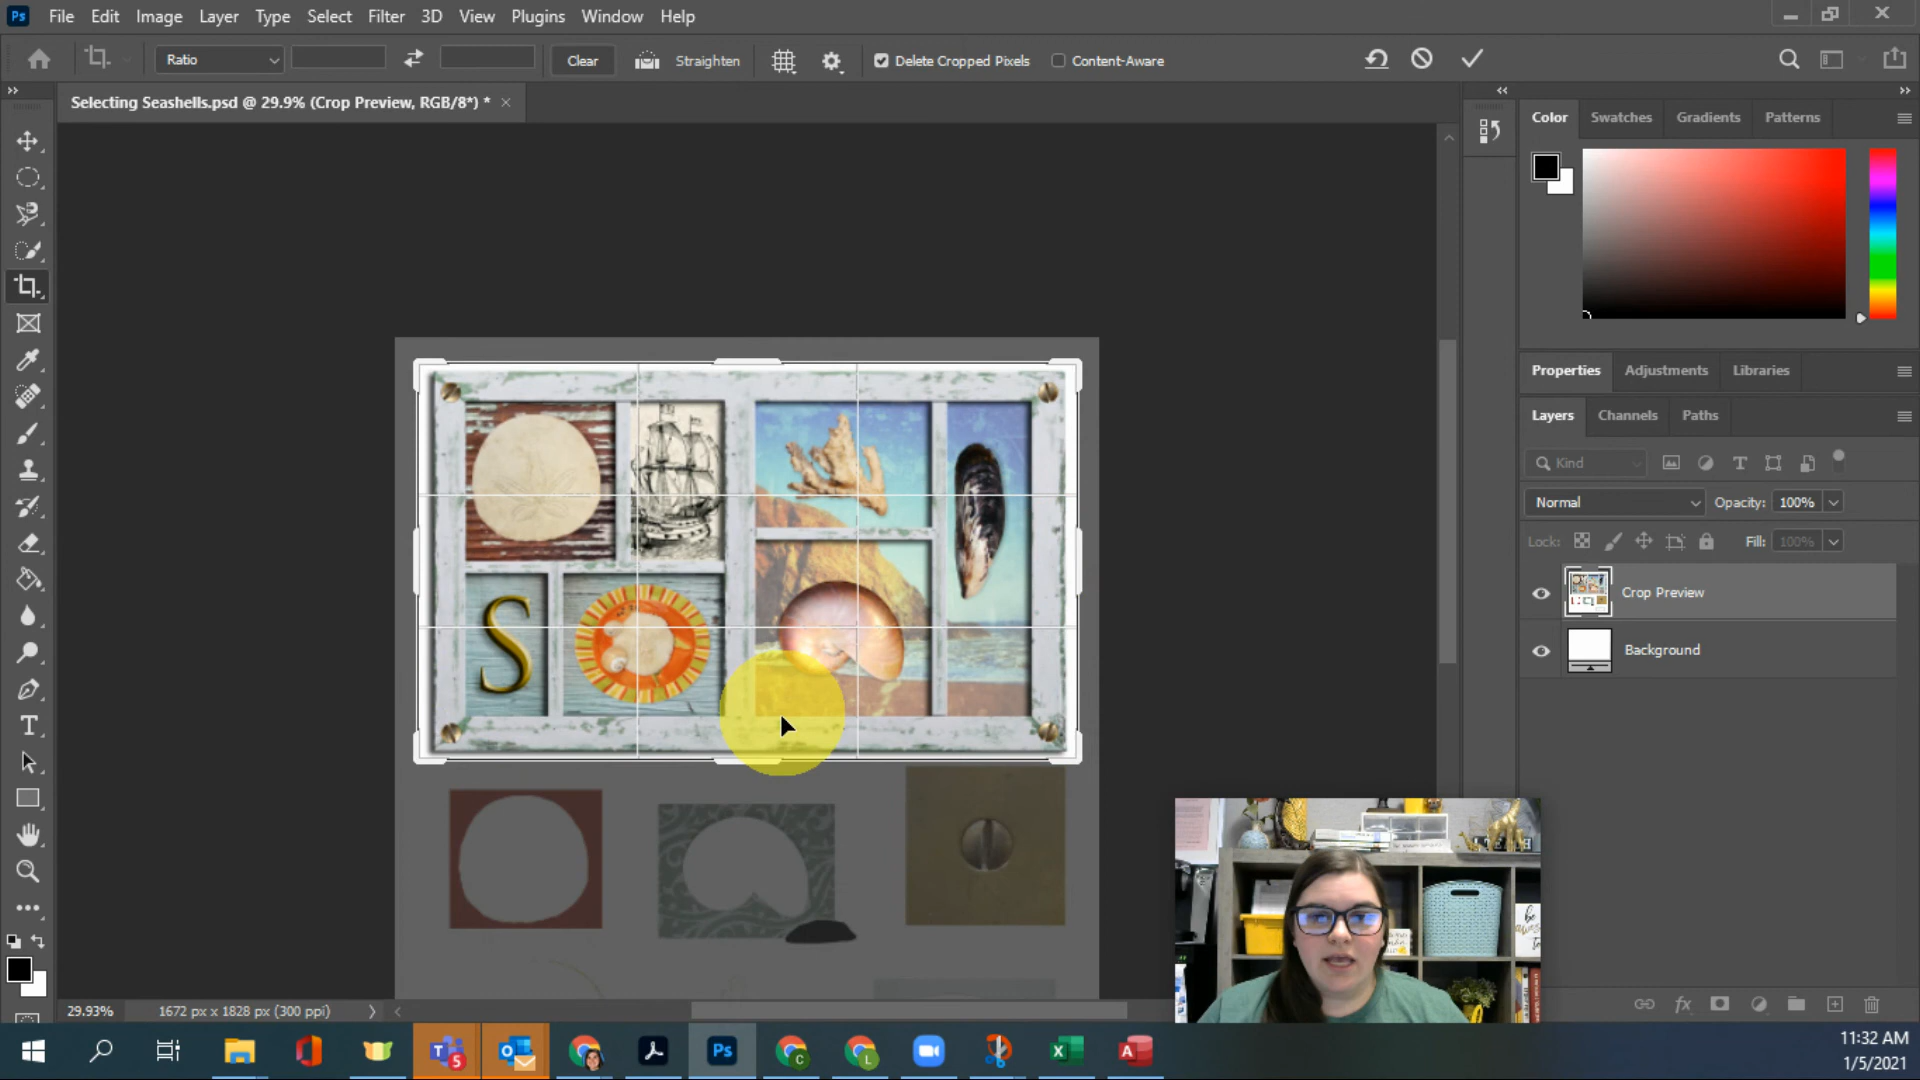 Ps File Edit Image Layer Type Select Filter 3D View Plugins Window Help
Ratio Clear Straighten Delete Cropped Pixels Content-Aware
Selecting Seashells.psd @ 29.9% (Crop Preview, RGB/8*) *
Color Swatches Gradients Patterns
Properties Adjustments Libraries
Layers Channels Paths
Kind
Normal Opacity: 100%
Lock: Fill: 100%
Crop Preview
Background
S
29.93% 1672 px x 1828 px (300 ppi)
11:32 AM
1/5/2021